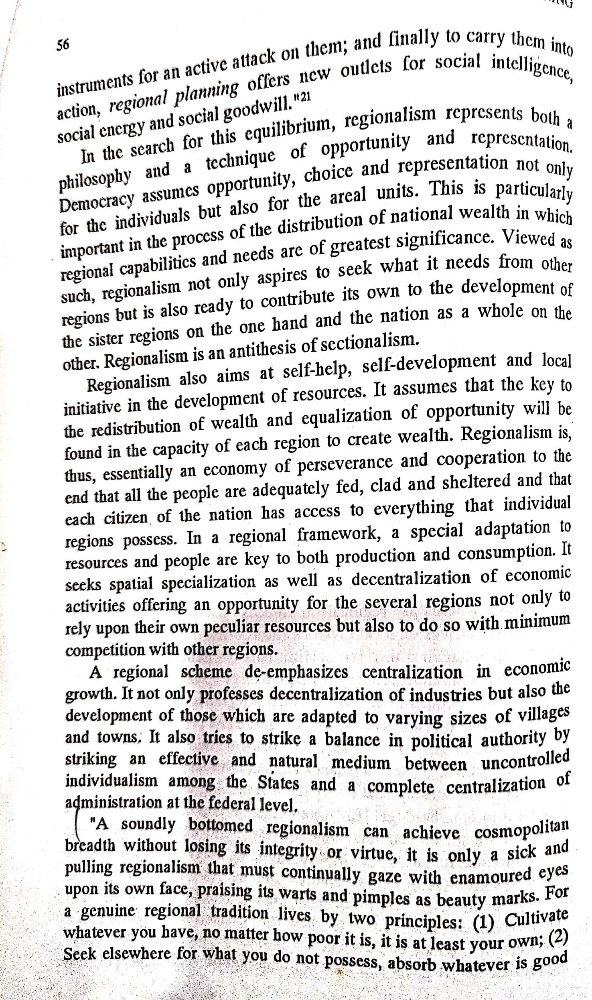 56
instruments for an active attack on them; and finally to carry them into
action, regional planning offers new outlets for social intelligence,
social energy and social goodwill."21
In the search for this equilibrium, regionalism represents both a
philosophy and a technique of opportunity and representation.
Democracy assumes opportunity, choice and representation not only
for the individuals but also for the areal units. This is particularly
important in the process of the distribution of national wealth in which
regional capabilities and needs are of greatest significance. Viewed as
such, regionalism not only aspires to seek what it needs from other
regions but is also ready to contribute its own to the development of
the sister regions on the one hand and the nation as a whole on the
other. Regionalism is an antithesis of sectionalism.
Regionalism also aims at self-help, self-development and local
initiative in the development of resources. It assumes that the key to
the redistribution of wealth and equalization of opportunity will be
found in the capacity of each region to create wealth. Regionalism is,
thus, essentially an economy of perseverance and cooperation to the
end that all the people are adequately fed, clad and sheltered and that
each citizen of the nation has access to everything that individual
regions possess. In a regional framework, a special adaptation to
resources and people are key to both production and consumption. It
seeks spatial specialization as well as decentralization of economic
activities offering an opportunity for the several regions not only to
rely upon their own peculiar resources but also to do so with minimum
competition with other regions.
A regional scheme de-emphasizes centralization in economic
growth. It not only professes decentralization of industries but also the
development of those which are adapted to varying sizes of villages
and towns. It also tries to strike a balance in political authority by
striking an effective and natural medium between uncontrolled
individualism among the States and a complete centralization of
administration at the federal level.
"A soundly bottomed regionalism can achieve cosmopolitan
breadth without losing its integrity or virtue, it is only a sick and
pulling regionalism that must continually gaze with enamoured eyes
upon its own face, praising its warts and pimples as beauty marks. For
a genuine regional tradition lives by two principles: (1) Cultivate
whatever you have, no matter how poor it is, it is at least your own; (2)
Seek elsewhere for what you do not possess, absorb whatever is good